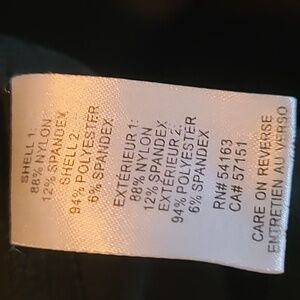 SHELL 1:
88% NYLON
12% SPANDEX
SHELL 2:
94% POLYESTER
6% SPANDEX
EXTÉRIEUR 1:
88% NYLON
12% SPANDEX
EXTÉRIEUR 2:
94% POLYESTER
6% SPANDEX
RN# 54163
CA# 57151
CARE ON REVERSE
ENTRETIEN AU VERSO